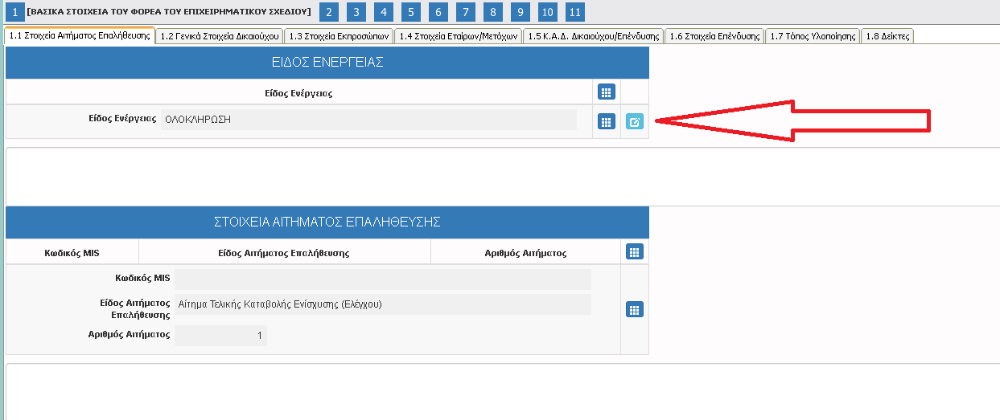 1 [ΒΑΣΙΚΑ ΣΤΟΙΧΕΙΑ ΤΟΥ ΦΟΡΕΑ ΤΟΥ ΕΠΙΧΕΙΡΗΜΑΤΙΚΟΥ ΣΧΕΔΙΟΥ] 2 3 4 5 6 7 8 9 10 11
1.1 Στοιχεία Αιτήματος Επαλήθευσης 1.2 Γενικά Στοιχεία Δικαιούχου 1.3 Στοιχεία Εκπροσώπων 1.4 Στοιχεία Εταίρων/Μετόχων 1.5 Κ.Α.Δ. Δικαιούχου/Επένδυσης 1.6 Στοιχεία Επένδυσης 1.7 Τόπος Υλοποίησης 1.8 Δείκτες
ΕΙΔΟΣ ΕΝΕΡΓΕΙΑΣ
Είδος Ενέργειας
Είδος Ενέργειας ΟΛΟΚΛΗΡΩΣΗ
ΣΤΟΙΧΕΙΑ ΑΙΤΗΜΑΤΟΣ ΕΠΑΛΗΘΕΥΣΗΣ
Κωδικός MIS Είδος Αιτήματος Επαλήθευσης Αριθμός Αιτήματος
Κωδικός MIS
Είδος Αιτήματος Αίτημα Τελικής Καταβολής Ενίσχυσης (Ελέγχου)
Επαλήθευσης
Αριθμός Αιτήματος 1